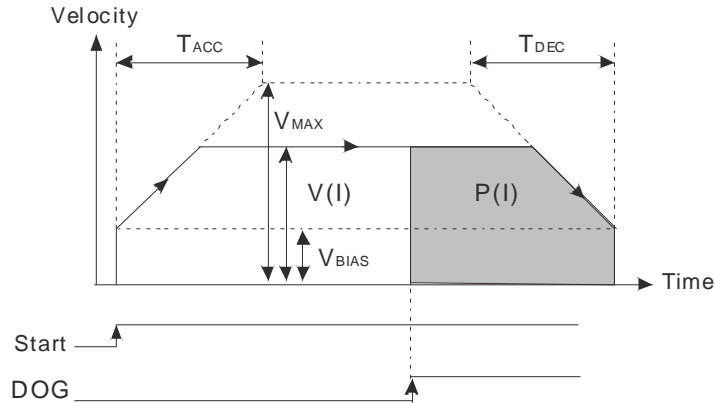 Velocity
TACC
TDEC
VMAX
V(I)
P(I)
VBIAS
Time
Start
DOG